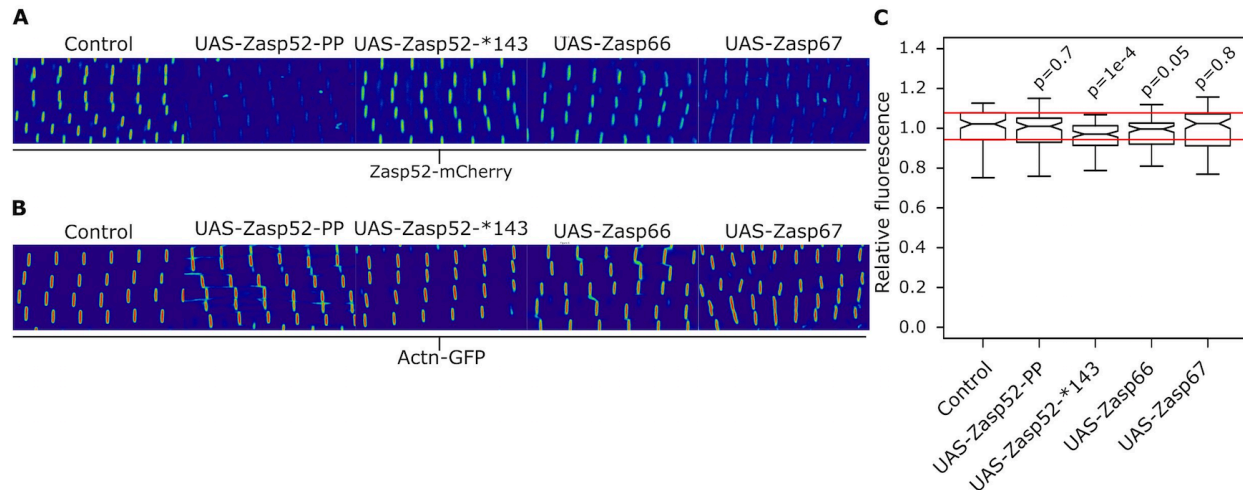 A
Control UAS-Zasp52-PP UAS-Zasp52-*143 UAS-Zasp66 UAS-Zasp67
Zasp52-mCherry
B
Control UAS-Zasp52-PP UAS-Zasp52-*143 UAS-Zasp66 UAS-Zasp67
Actn-GFP
C
Relative fluorescence
1.4
1.2
1.0
0.8
0.6
0.4
0.2
0.0
p=0.7
p=1e-4
p=0.05
p=0.8
Control
UAS-Zasp52-PP
UAS-Zasp52-*143
UAS-Zasp66
UAS-Zasp67